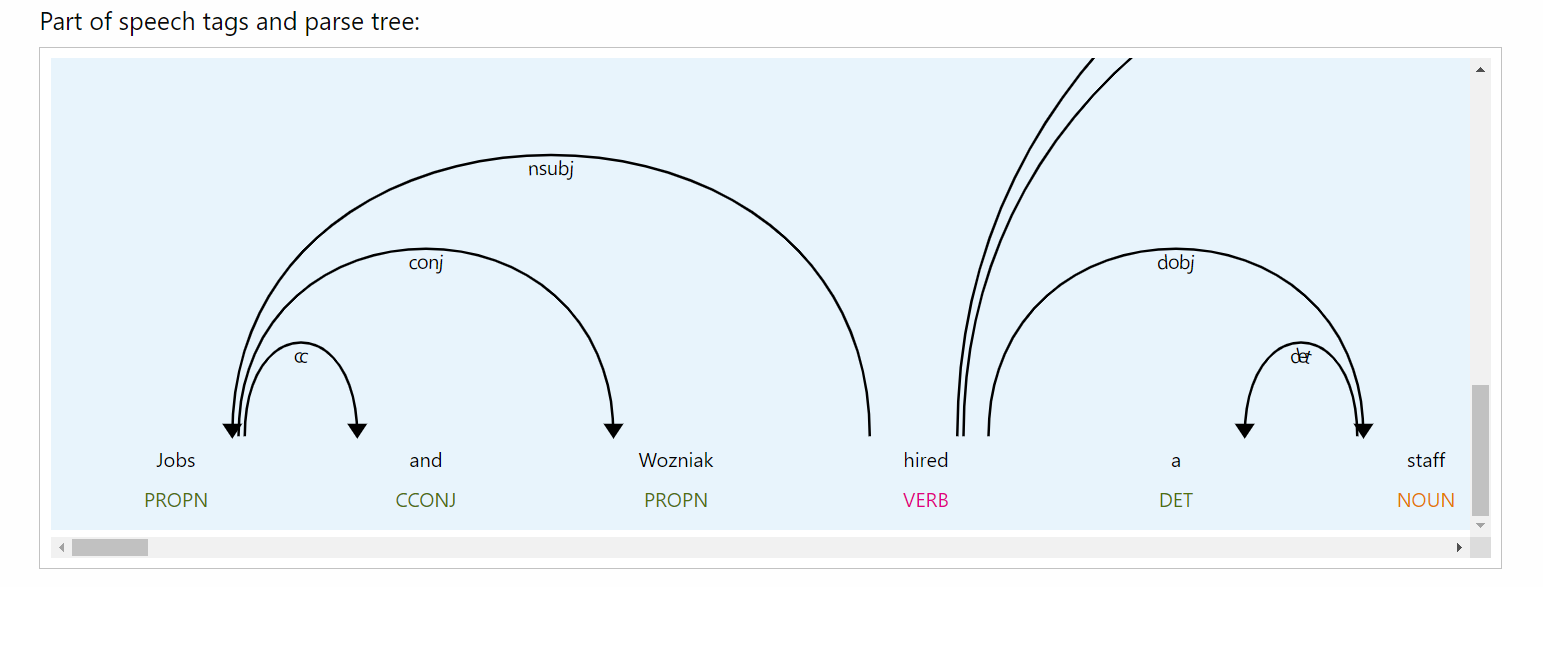 Part of speech tags and parse tree:
nsubj
conj
dobj
cc
det
Jobs and Wozniak hired a staff
PROPN CCONJ PROPN VERB DET NOUN